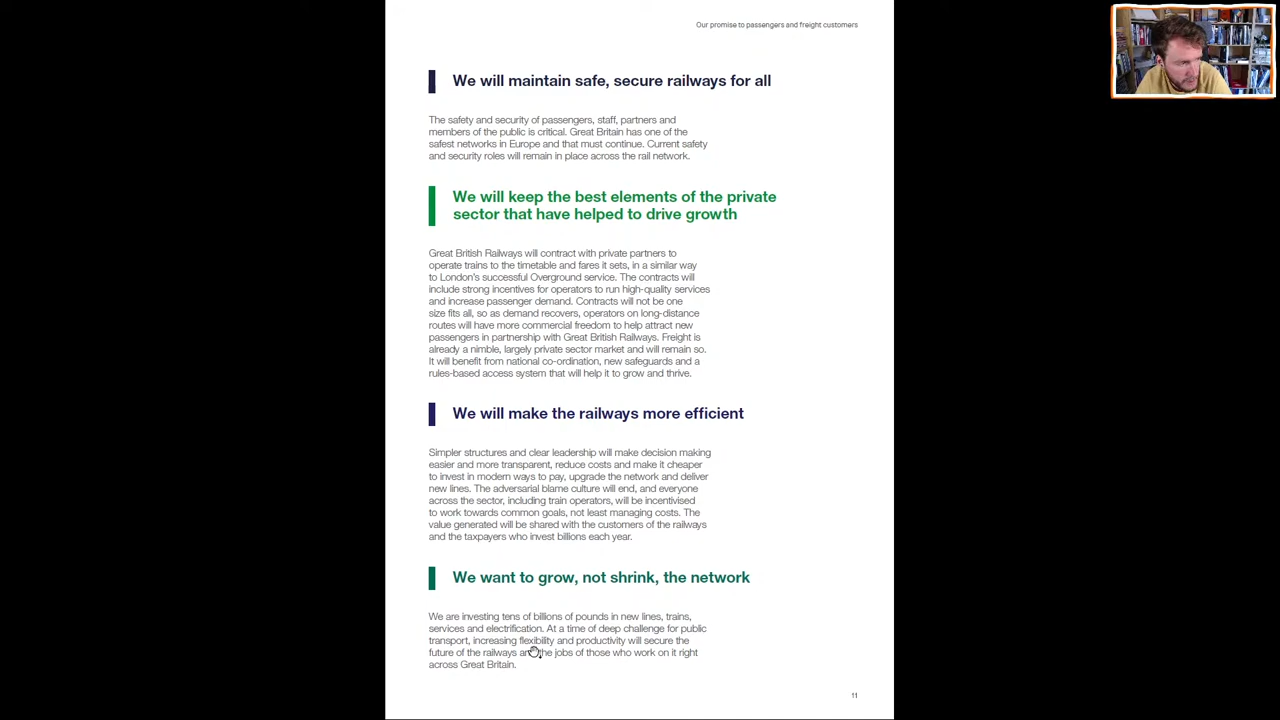 Our promise to passengers and freight customers
We will maintain safe, secure railways for all
The safety and security of passengers, staff, partners and
members of the public is critical. Great Britain has one of the
safest networks in Europe and that must continue. Current safety
and security roles will remain in place across the rail network.
We will keep the best elements of the private
sector that have helped to drive growth
Great British Railways will contract with private partners to
operate trains to the timetable and fares it sets, in a similar way
to London's successful Overground service. The contracts will
include strong incentives for operators to run high-quality services
and increase passenger demand. Contracts will not be one
size fits all, so as demand recovers, operators on long-distance
routes will have more commercial freedom to help attract new
passengers in partnership with Great British Railways. Freight is
already a nimble, largely private sector market and will remain so.
It will benefit from national co-ordination, new safeguards and a
rules-based access system that will help it to grow and thrive.
We will make the railways more efficient
Simpler structures and clear leadership will make decision making
easier and more transparent, reduce costs and make it cheaper
to invest in modern ways to pay, upgrade the network and deliver
new lines. The adversarial blame culture will end, and everyone
across the sector, including train operators, will be incentivised
to work towards common goals, not least managing costs. The
value generated will be shared with the customers of the railways
and the taxpayers who invest billions each year.
We want to grow, not shrink, the network
We are investing tens of billions of pounds in new lines, trains,
services and electrification. At a time of deep challenge for public
transport, increasing flexibility and productivity will secure the
future of the railways and the jobs of those who work on it right
across Great Britain.
11